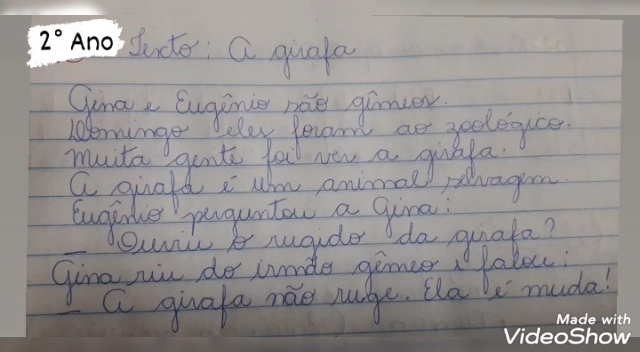 2° Ano
Texto: A girafa
Gina e Eugênio são gêmeos.
Domingo eles foram ao zoológico.
Muita gente foi ver a girafa.
A girafa é um animal selvagem.
Eugênio perguntou a Gina:
_ Ouviu o rugido da girafa?
Gina riu do irmão gêmeo e falou:
_ A girafa não ruge. Ela é muda!
Made with
VideoShow